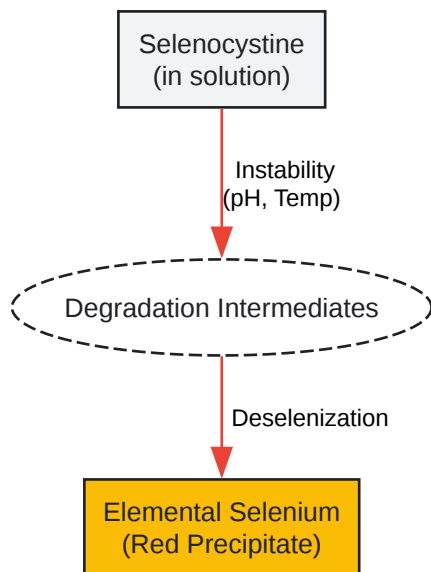 Selenocystine
(in solution)
Instability
(pH, Temp)
Degradation Intermediates
Deselenization
Elemental Selenium
(Red Precipitate)